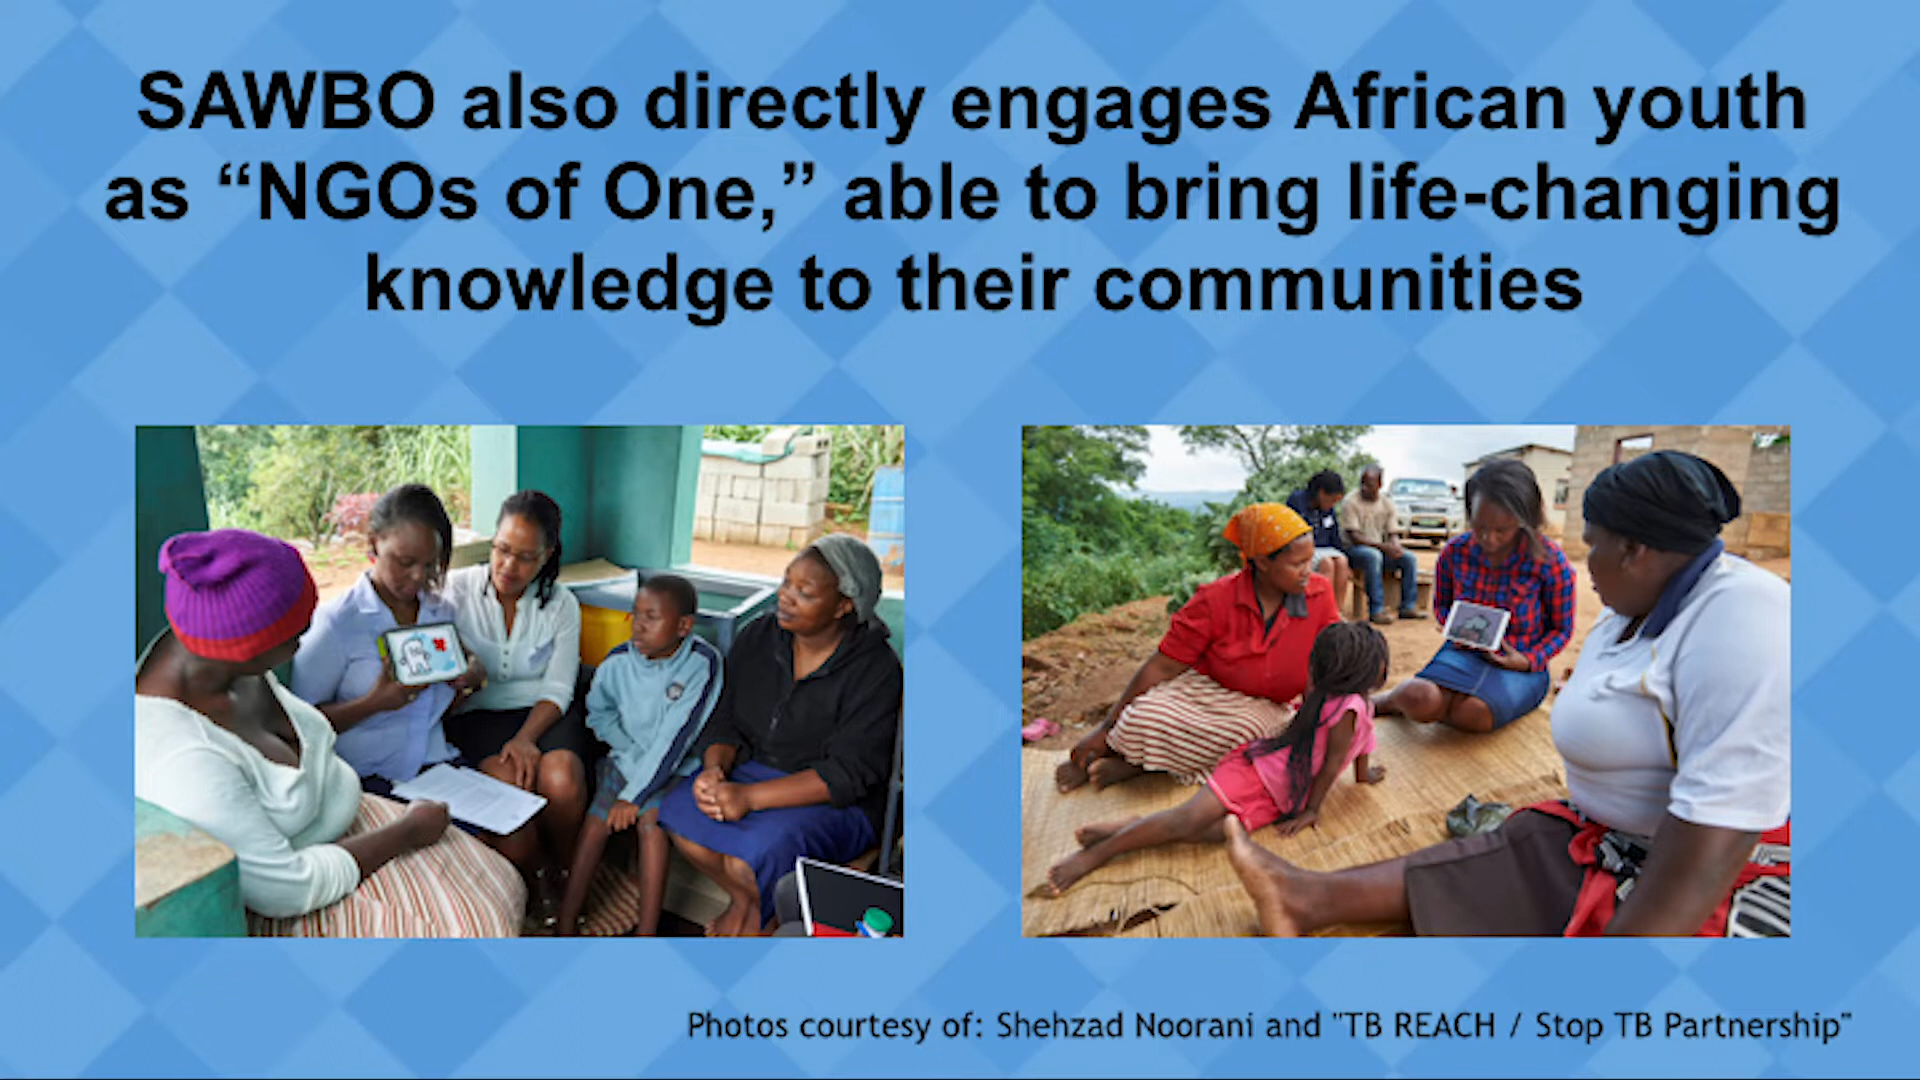 SAWBO also directly engages African youth
as “NGOs of One,” able to bring life-changing
knowledge to their communities
Photos courtesy of: Shehzad Noorani and "TB REACH / Stop TB Partnership"